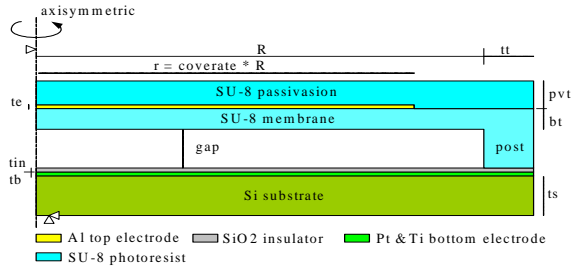 axisymmetric
R
tt
r = coverate * R
SU-8 passivasion
te
pvt
SU-8 membrane
bt
gap
post
tin
tb
Si substrate
ts
Al top electrode
SiO2 insulator
Pt &Ti bottom electrode
SU-8 photoresist